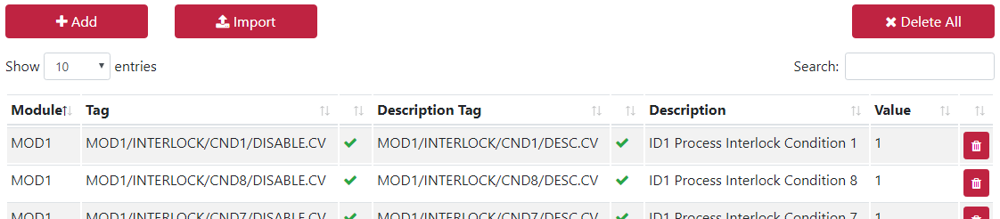 Add Import Delete All
Show 10 entries Search:
Module Tag Description Tag Description Value
MOD1 MOD1/INTERLOCK/CND1/DISABLE.CV MOD1/INTERLOCK/CND1/DESC.CV ID1 Process Interlock Condition 1 1
MOD1 MOD1/INTERLOCK/CND8/DISABLE.CV MOD1/INTERLOCK/CND8/DESC.CV ID1 Process Interlock Condition 8 1
MOD1 MOD1/INTERLOCK/CND7/DISABLE.CV MOD1/INTERLOCK/CND7/DESC.CV ID1 Process Interlock Condition 7 1